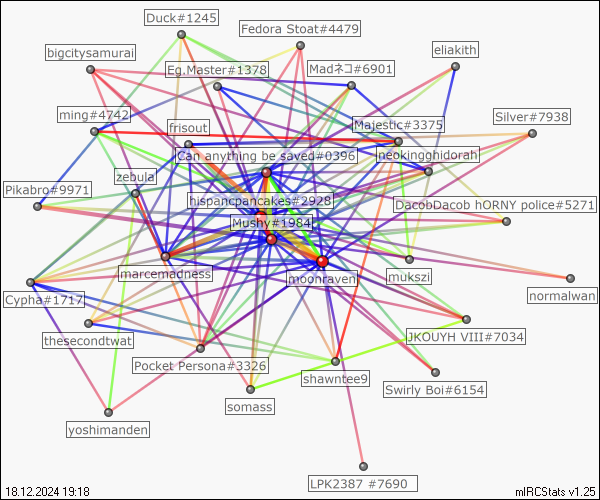 Duck#1245
Fedora Stoat#4479
bigcitysamurai
eliakith
Eg.Master#1378
Madネコ#6901
ming#4742
Silver#7938
frisout
Majestic#3375
Can anything be saved#0396
neokingghidorah
zebula
Pikabro#9971
hispancpancakes#2928
DacobDacob hORNY police#5271
Mushy#1984
marcemadness
moonraven
mukszi
Cypha#1717
normalwan
thesecondtwat
JKOUYH VIII#7034
Pocket Persona#3326
shawntee9
Swirly Boi#6154
somass
yoshimanden
LPK2387 #7690
18.12.2024 19:18
mIRCStats v1.25